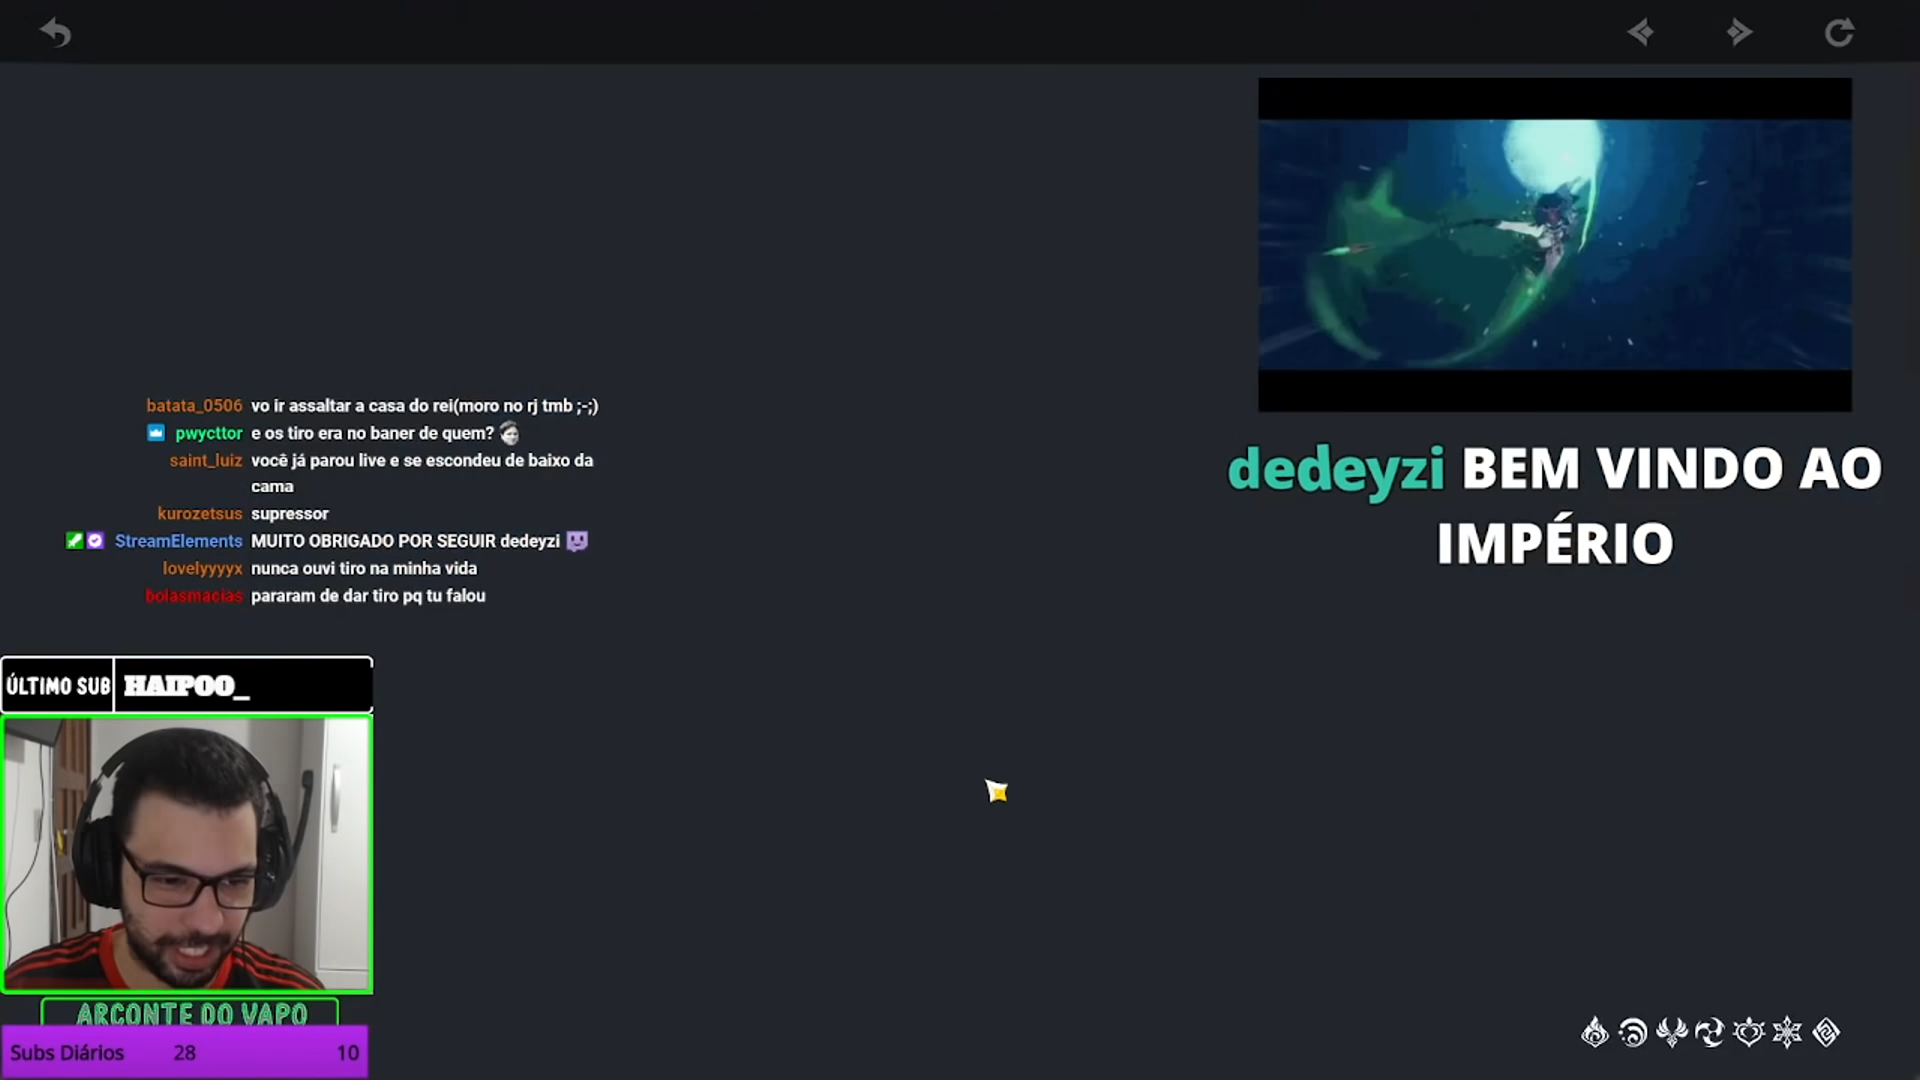 batata_0506 vo ir assaltar a casa do rei(moro no rj tmb ;-;)
pwycttor e os tiro era no baner de quem?
saint_luiz você já parou live e se escondeu de baixo da
cama
kurozetsus supressor
StreamElements MUITO OBRIGADO POR SEGUIR dedeyzi
lovelyyyyx nunca ouvi tiro na minha vida
bolasmacias pararam de dar tiro pq tu falou
dedeyzi BEM VINDO AO
IMPÉRIO
ÚLTIMO SUB HAIPOO_
ARCONTE DO VAPO
Subs Diários 28 10